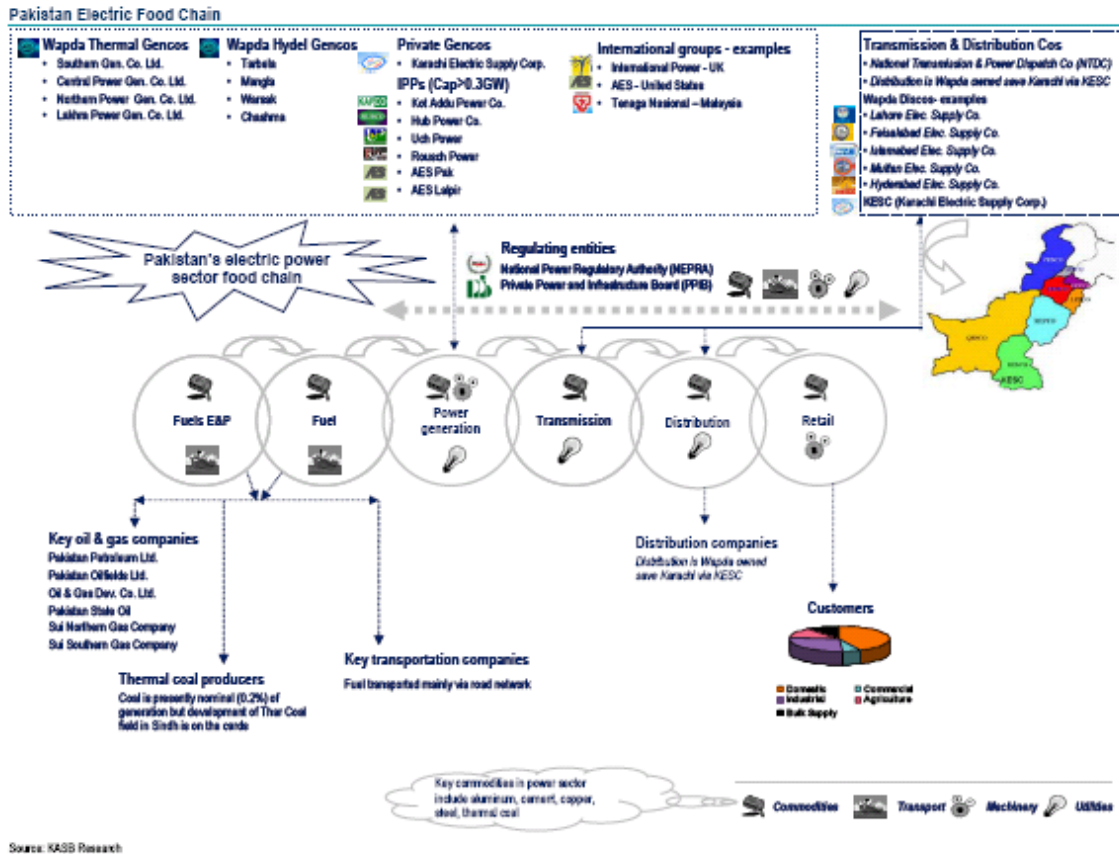 Pakistan Electric Food Chain
Wapda Thermal Gencos
• Southern Gen. Co. Ltd.
• Central Power Gen. Co. Ltd.
• Northern Power Gen. Co. Ltd.
• Lakhra Power Gen. Co. Ltd.
Wapda Hydel Gencos
• Tarbela
• Mangla
• Warsak
• Chashma
Private Gencos
• Karachi Electric Supply Corp.
IPPs (Cap>0.3GW)
• Kot Addu Power Co.
• Hub Power Co.
• Uch Power
• Rousch Power
• AES Pak
• AES Lalpir
International groups - examples
• International Power - UK
• AES - United States
• Tenaga Nasional – Malaysia
Transmission & Distribution Cos
• National Transmission & Power Dispatch Co (NTDC)
• Distribution is Wapda owned save Karachi via KESC
Wapda Discos- examples
• Lahore Elec. Supply Co.
• Faisalabad Elec. Supply Co.
• Islamabad Elec. Supply Co.
• Multan Elec. Supply Co.
• Hyderabad Elec. Supply Co.
KESC (Karachi Electric Supply Corp.)
Pakistan's electric power
sector food chain
Regulating entities
National Power Regulatory Authority (NEPRA)
Private Power and Infrastructure Board (PPIB)
KESC
Fuels E&P
Fuel
Power
generation
Transmission
Distribution
Retail
Key oil & gas companies
Pakistan Petroleum Ltd.
Pakistan Oilfields Ltd.
Oil & Gas Dev. Co. Ltd.
Pakistan State Oil
Sui Northern Gas Company
Sui Southern Gas Company
Thermal coal producers
Coal is presently nominal (0.2%) of
generation but development of Thar Coal
field in Sindh is on the cards
Key transportation companies
Fuel transported mainly via road network
Distribution companies
Distribution is Wapda owned
save Karachi via KESC
Customers
Domestic
Commercial
Industrial
Agriculture
Bulk Supply
Key commodities in power sector
include aluminum, cement, copper,
steel, thermal coal
Commodities
Transport
Machinery
Utilities
Source: KASB Research